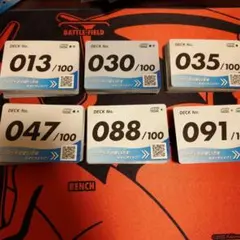 BATTLE-FIELD
DECK No.
013/100
DECK No.
030/100
DECK No.
035/100
DECK No.
047/100
DECK No.
088/100
DECK No.
091/
BENCH